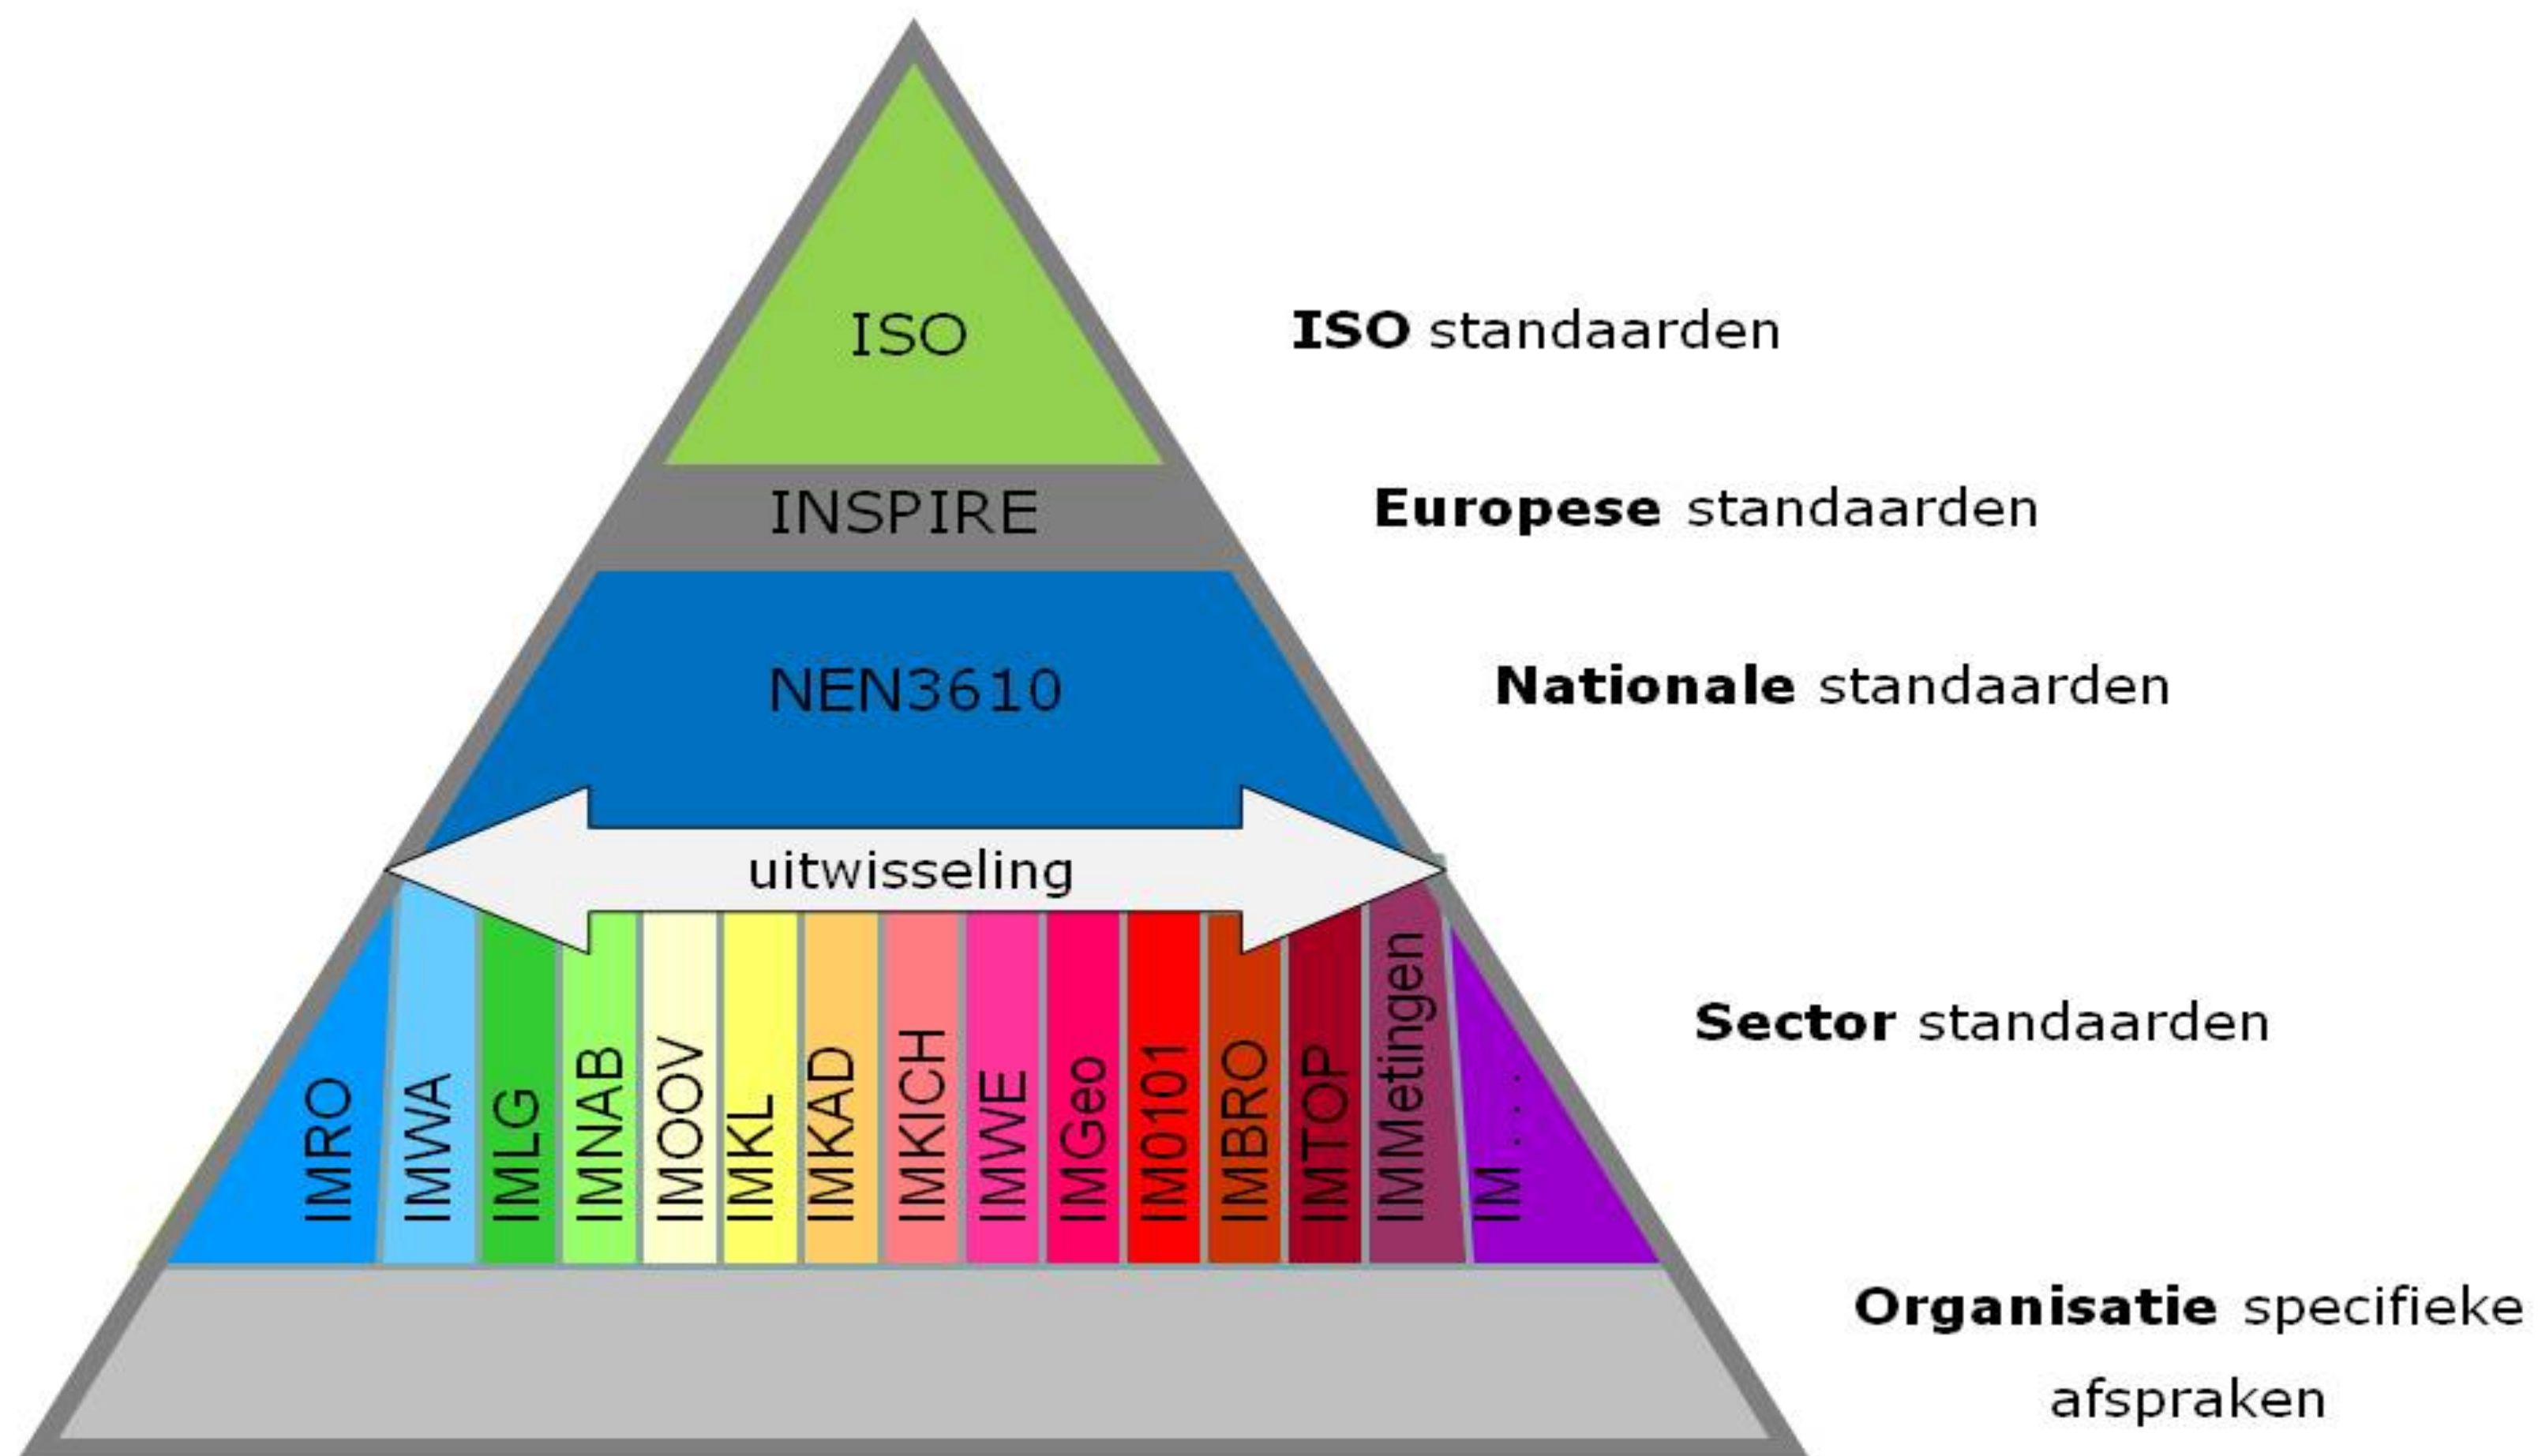 ISO
ISO standaarden
INSPIRE
Europese standaarden
NEN3610
Nationale standaarden
uitwisseling
IMRO
IMWA
IMLG
IMNAB
IMOOV
IMKL
IMKAD
IMKICH
IMWE
IMGeo
IM0101
IMBRO
IMTOP
IMMetingen
IM ....
Sector standaarden
Organisatie specifieke
afspraken